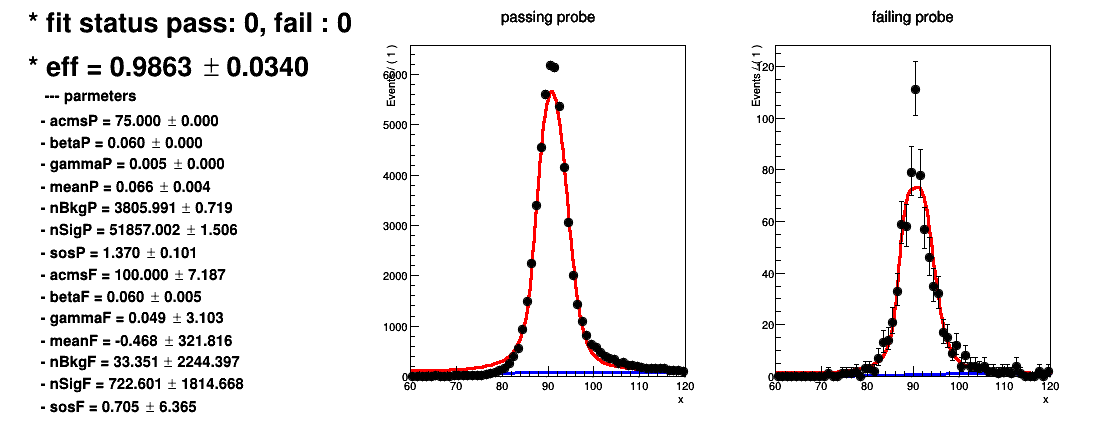 * fit status pass: 0, fail : 0
* eff = 0.9863 ± 0.0340
--- parmeters
- acmsP = 75.000 ± 0.000
- betaP = 0.060 ± 0.000
- gammaP = 0.005 ± 0.000
- meanP = 0.066 ± 0.004
- nBkgP = 3805.991 ± 0.719
- nSigP = 51857.002 ± 1.506
- sosP = 1.370 ± 0.101
- acmsF = 100.000 ± 7.187
- betaF = 0.060 ± 0.005
- gammaF = 0.049 ± 3.103
- meanF = -0.468 ± 321.816
- nBkgF = 33.351 ± 2244.397
- nSigF = 722.601 ± 1814.668
- sosF = 0.705 ± 6.365
passing probe
Events / ( 1 )
6000
5000
4000
3000
2000
1000
0
60 70 80 90 100 110 120
x
failing probe
Events / ( 1 )
120
100
80
60
40
20
0
60 70 80 90 100 110 120
x